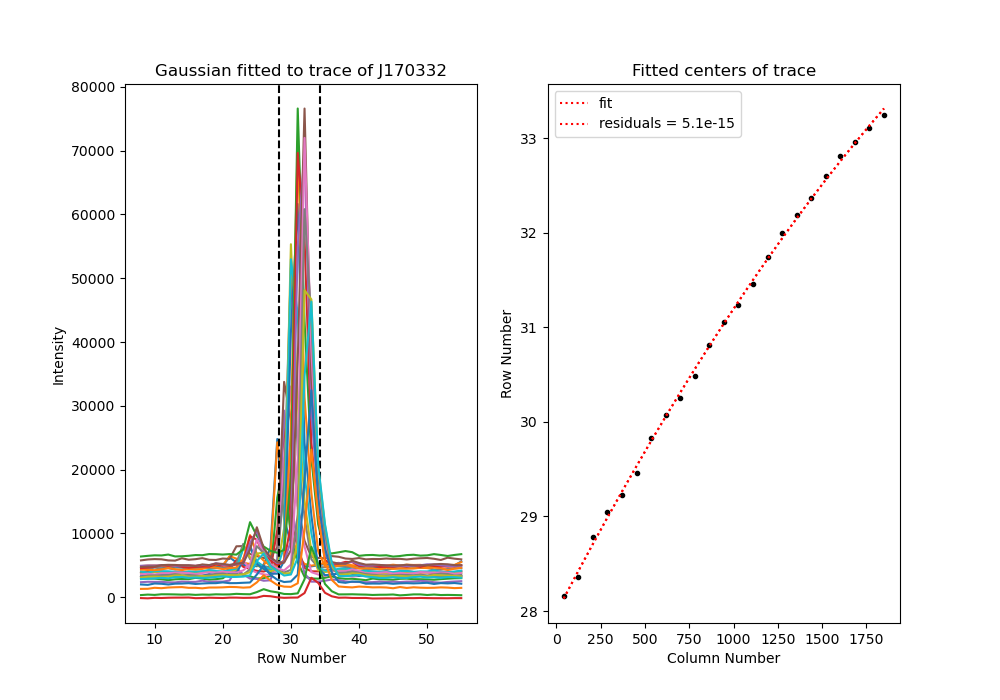 Gaussian fitted to trace of J170332
80000
70000
60000
50000
40000
30000
20000
10000
0
Intensity
10 20 30 40 50
Row Number
Fitted centers of trace
fit
residuals = 5.1e-15
33
32
31
30
29
28
Row Number
0 250 500 750 1000 1250 1500 1750
Column Number